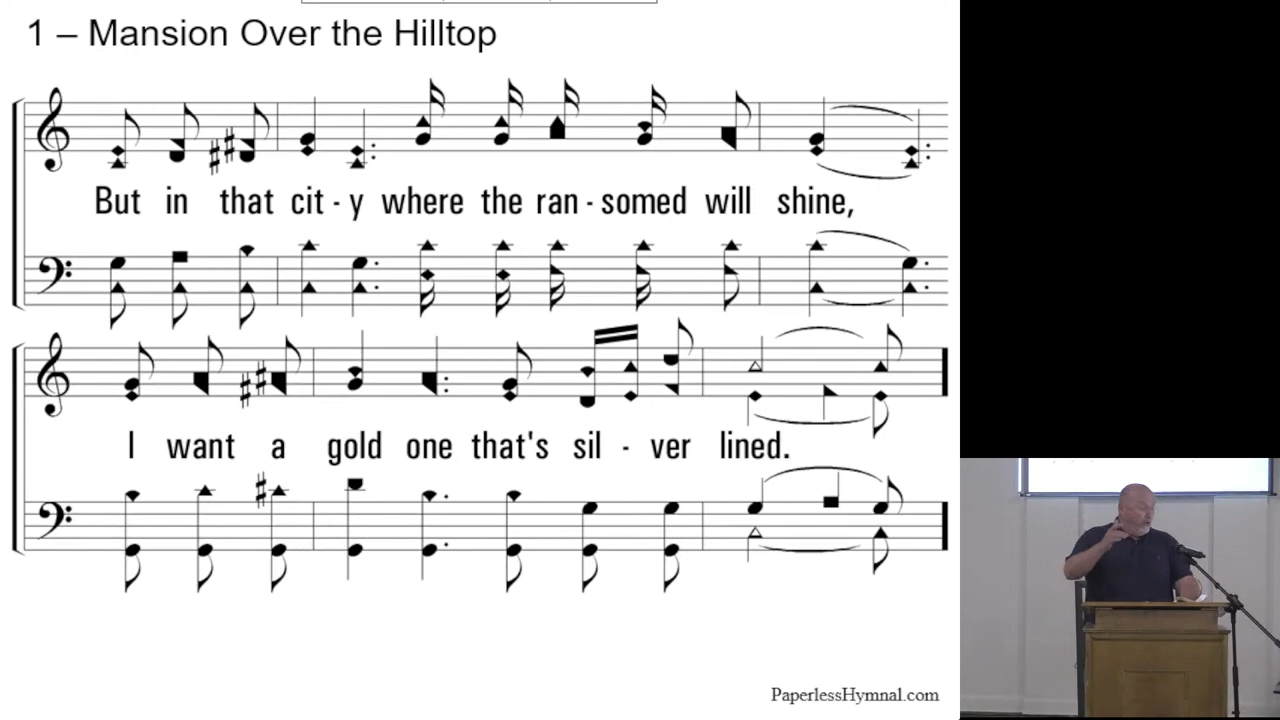 1 – Mansion Over the Hilltop
But in that cit - y where the ran - somed will shine,
I want a gold one that's sil - ver lined.
PaperlessHymnal.com